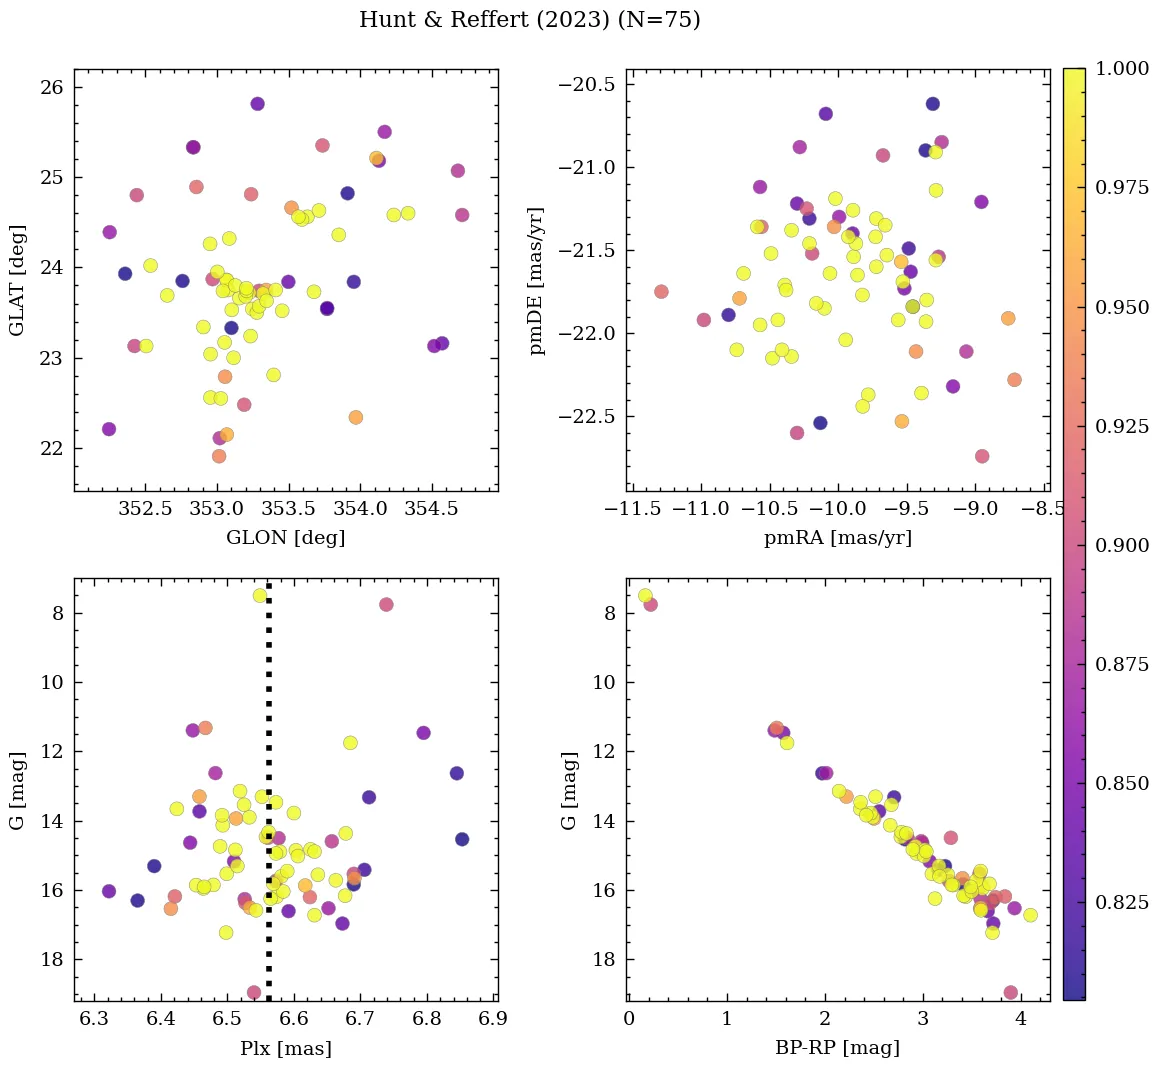 Hunt & Reffert (2023) (N=75)
26
25
24
23
22
GLAT [deg]
352.5 353.0 353.5 354.0 354.5
GLON [deg]
−20.5
−21.0
−21.5
−22.0
−22.5
pmDE [mas/yr]
−11.5 −11.0 −10.5 −10.0 −9.5 −9.0 −8.5
pmRA [mas/yr]
1.000
0.975
0.950
0.925
0.900
0.875
0.850
0.825
8
10
12
14
16
18
G [mag]
6.3 6.4 6.5 6.6 6.7 6.8 6.9
Plx [mas]
8
10
12
14
16
18
G [mag]
0 1 2 3 4
BP-RP [mag]